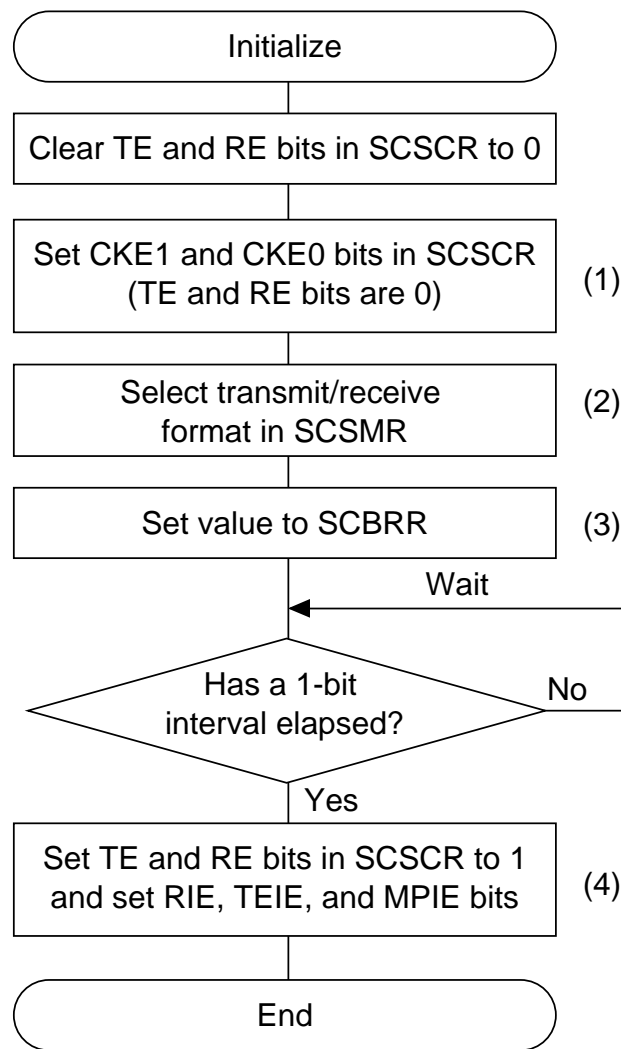 Initialize
Clear TE and RE bits in SCSCR to 0
Set CKE1 and CKE0 bits in SCSCR
(TE and RE bits are 0)
(1)
Select transmit/receive
format in SCSMR
(2)
Set value to SCBRR
(3)
Wait
Has a 1-bit
interval elapsed?
No
Yes
Set TE and RE bits in SCSCR to 1
and set RIE, TEIE, and MPIE bits
(4)
End